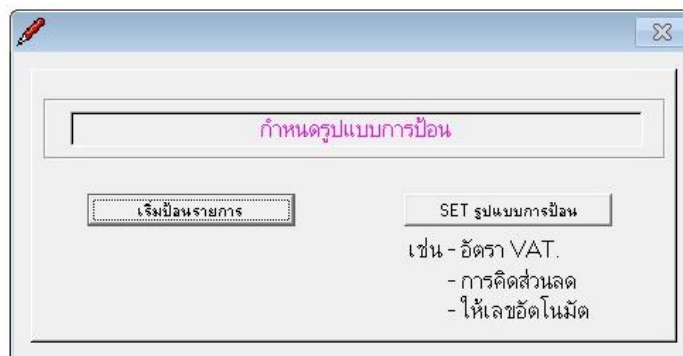 กำหนดรูปแบบการป้อน
เริ่มป้อนรายการ
SET รูปแบบการป้อน
เช่น - อัตรา VAT.
- การคิดส่วนลด
- ให้เลขอัตโนมัต